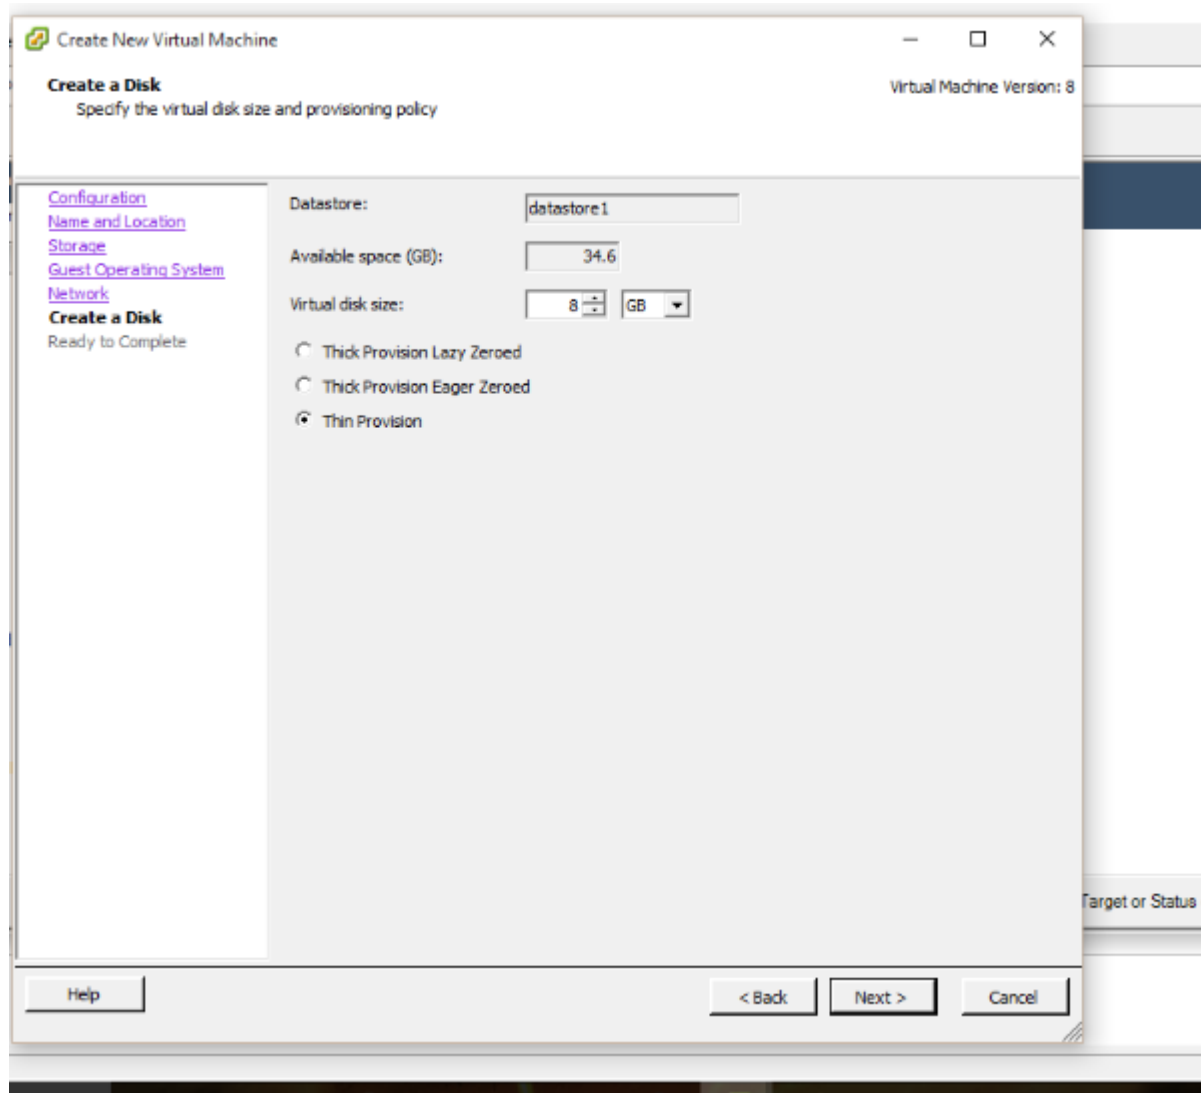 Create New Virtual Machine
Create a Disk
Virtual Machine Version: 8
Specify the virtual disk size and provisioning policy
Configuration
Name and Location
Storage
Guest Operating System
Network
Create a Disk
Ready to Complete
Datastore:
datastore1
Available space (GB):
34.6
Virtual disk size:
8
GB
Thick Provision Lazy Zeroed
Thick Provision Eager Zeroed
Thin Provision
Target or Status
Help
< Back
Next >
Cancel